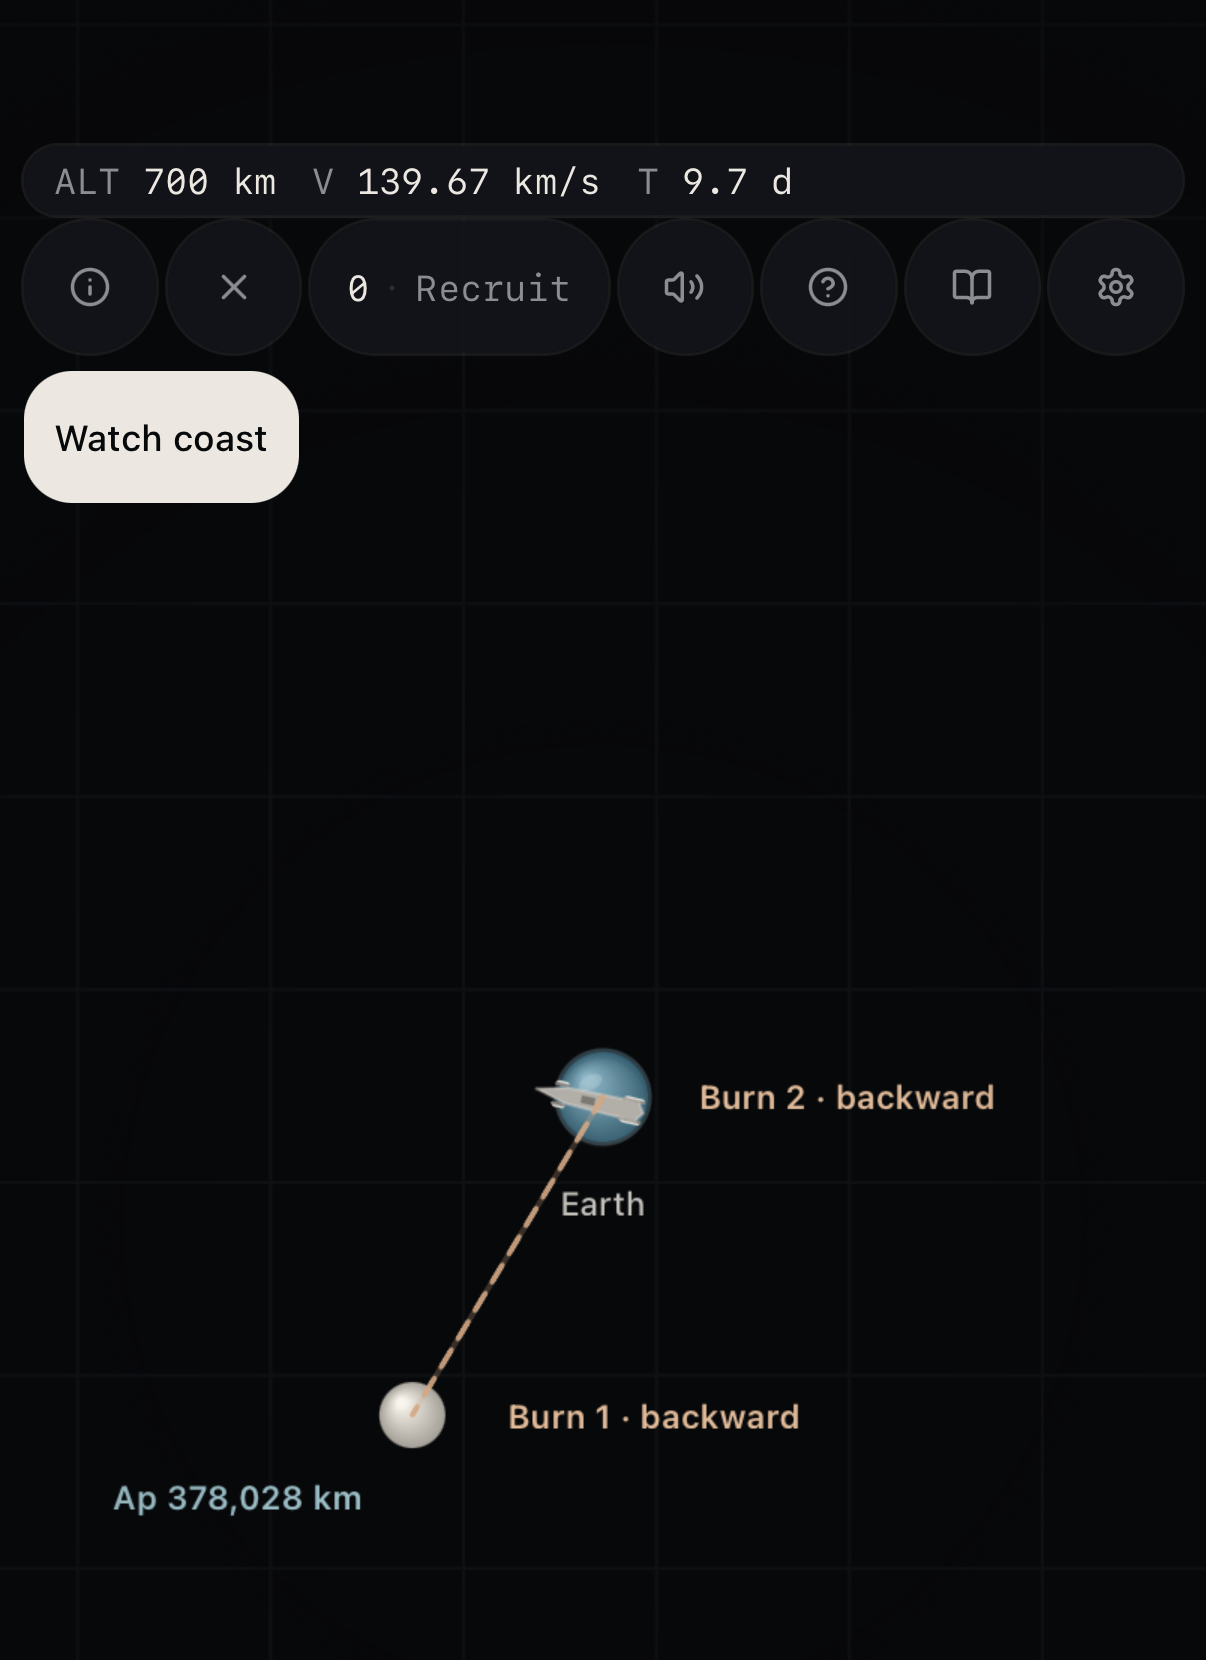 ALT 700 km V 139.67 km/s T 9.7 d
0 · Recruit
Watch coast
Burn 2 · backward
Earth
Burn 1 · backward
Ap 378,028 km